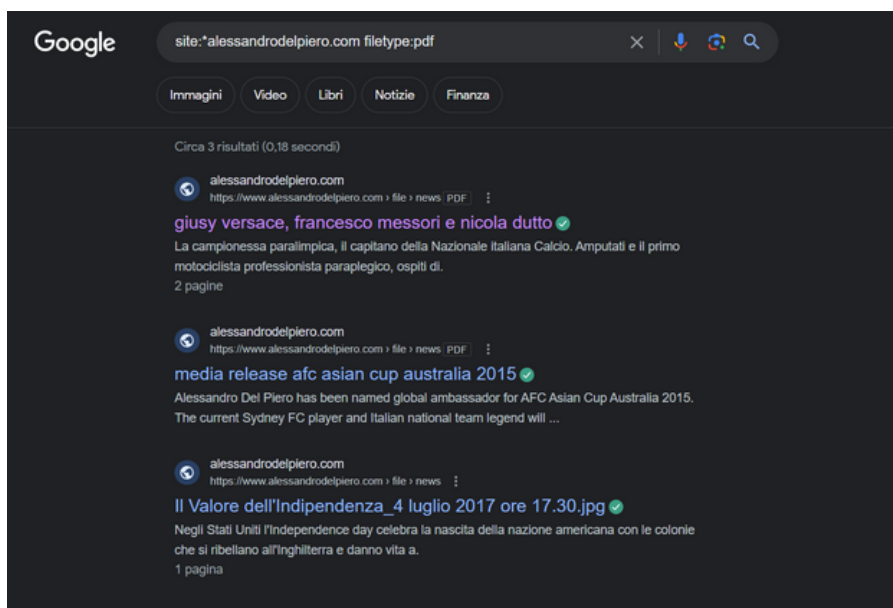 Google
site:*alessandrodelpiero.com filetype:pdf
Immagini Video Libri Notizie Finanza
Circa 3 risultati (0,18 secondi)
alessandrodelpiero.com
https://www.alessandrodelpiero.com › file › news PDF
giusy versace, francesco messori e nicola dutto
La campionessa paralimpica, il capitano della Nazionale italiana Calcio. Amputati e il primo
motociclista professionista paraplegico, ospiti di.
2 pagine
alessandrodelpiero.com
https://www.alessandrodelpiero.com › file › news PDF
media release afc asian cup australia 2015
Alessandro Del Piero has been named global ambassador for AFC Asian Cup Australia 2015.
The current Sydney FC player and Italian national team legend will ...
alessandrodelpiero.com
https://www.alessandrodelpiero.com › file › news
Il Valore dell'Indipendenza_4 luglio 2017 ore 17.30.jpg
Negli Stati Uniti l'Independence day celebra la nascita della nazione americana con le colonie
che si ribellano all'Inghilterra e danno vita a.
1 pagina